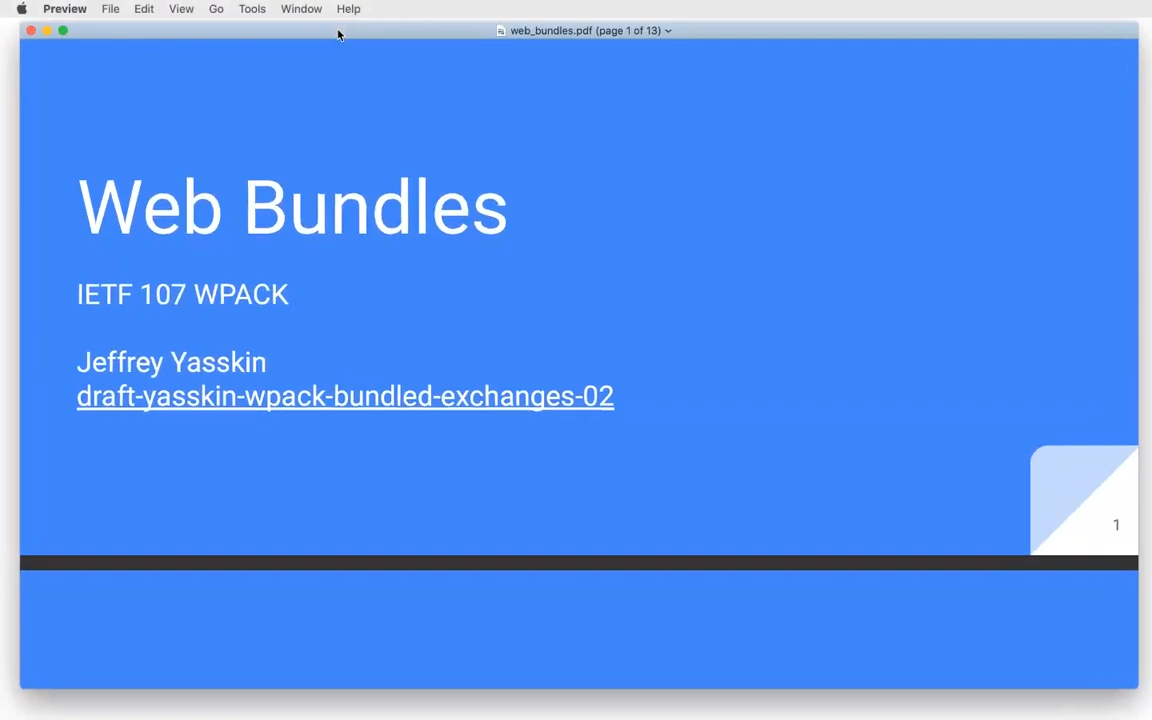 Preview File Edit View Go Tools Window Help
web_bundles.pdf (page 1 of 13)
Web Bundles
IETF 107 WPACK
Jeffrey Yasskin
draft-yasskin-wpack-bundled-exchanges-02
1